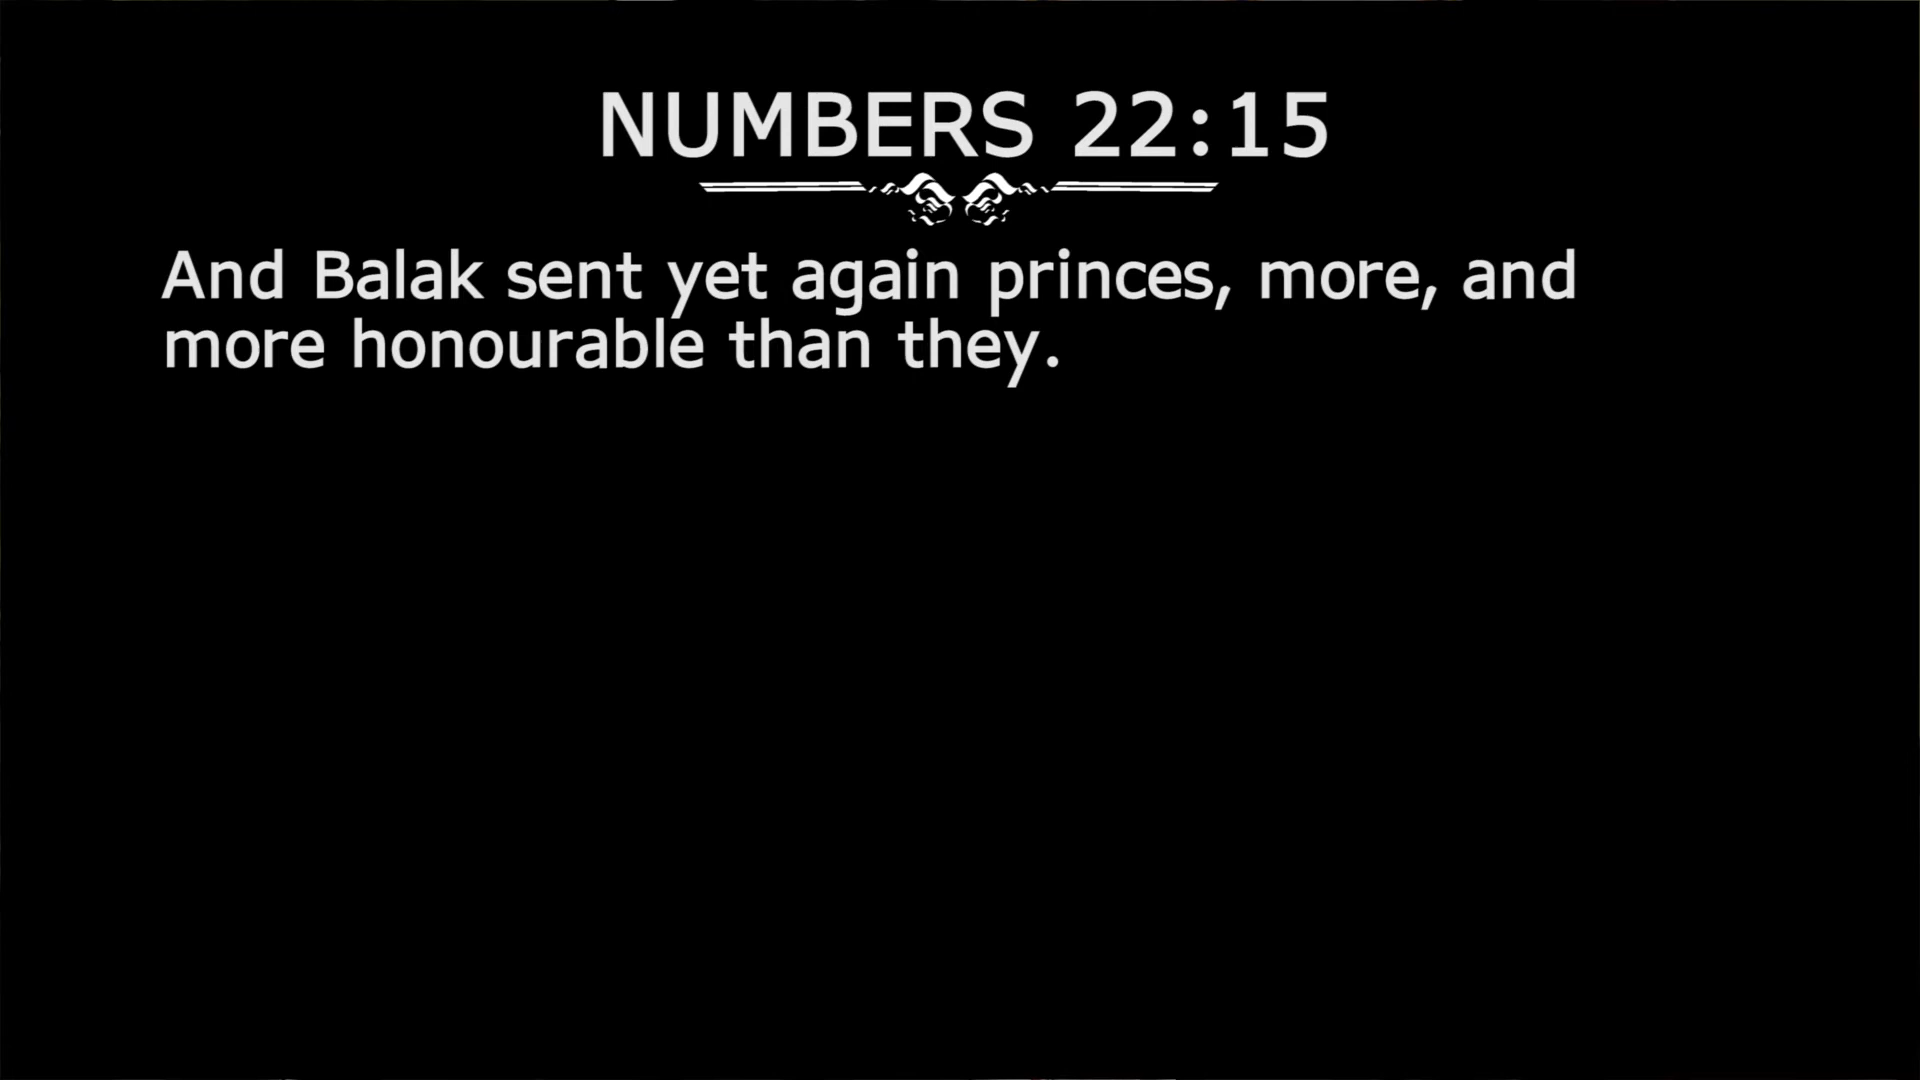 NUMBERS 22:15
And Balak sent yet again princes, more, and
more honourable than they.